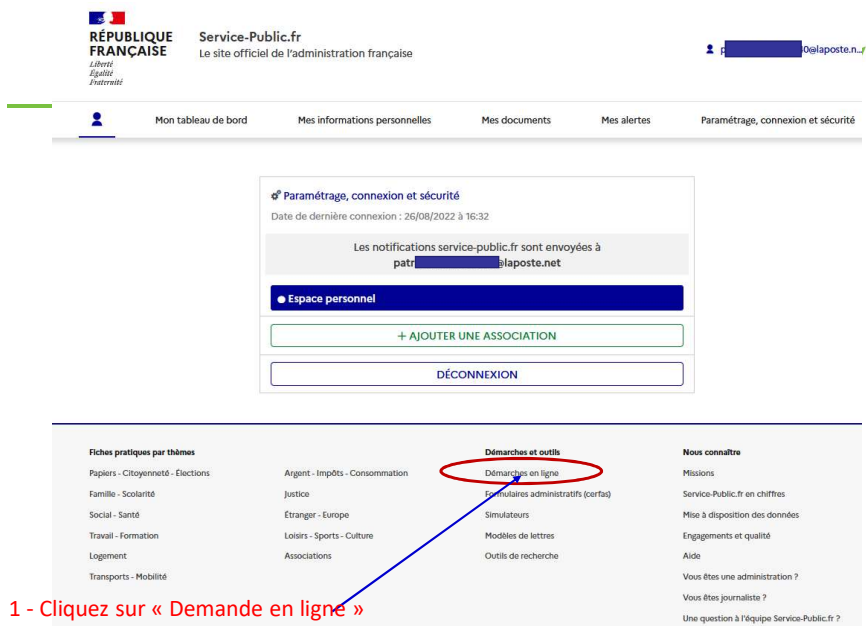 RÉPUBLIQUE
FRANÇAISE
Liberté
Égalité
Fraternité
Service-Public.fr
Le site officiel de l'administration française
p 0@laposte.n...
Mon tableau de bord
Mes informations personnelles
Mes documents
Mes alertes
Paramétrage, connexion et sécurité
Paramétrage, connexion et sécurité
Date de dernière connexion : 26/08/2022 à 16:32
Les notifications service-public.fr sont envoyées à
patr @laposte.net
Espace personnel
+ AJOUTER UNE ASSOCIATION
DÉCONNEXION
Fiches pratiques par thèmes
Papiers - Citoyenneté - Élections
Famille - Scolarité
Social - Santé
Travail - Formation
Logement
Transports - Mobilité
Argent - Impôts - Consommation
Justice
Étranger - Europe
Loisirs - Sports - Culture
Associations
Démarches et outils
Démarches en ligne
Formulaires administratifs (cerfas)
Simulateurs
Modèles de lettres
Outils de recherche
Nous connaître
Missions
Service-Public.fr en chiffres
Mise à disposition des données
Engagements et qualité
Aide
Vous êtes une administration ?
Vous êtes journaliste ?
Une question à l'équipe Service-Public.fr ?
1 - Cliquez sur « Demande en ligne »